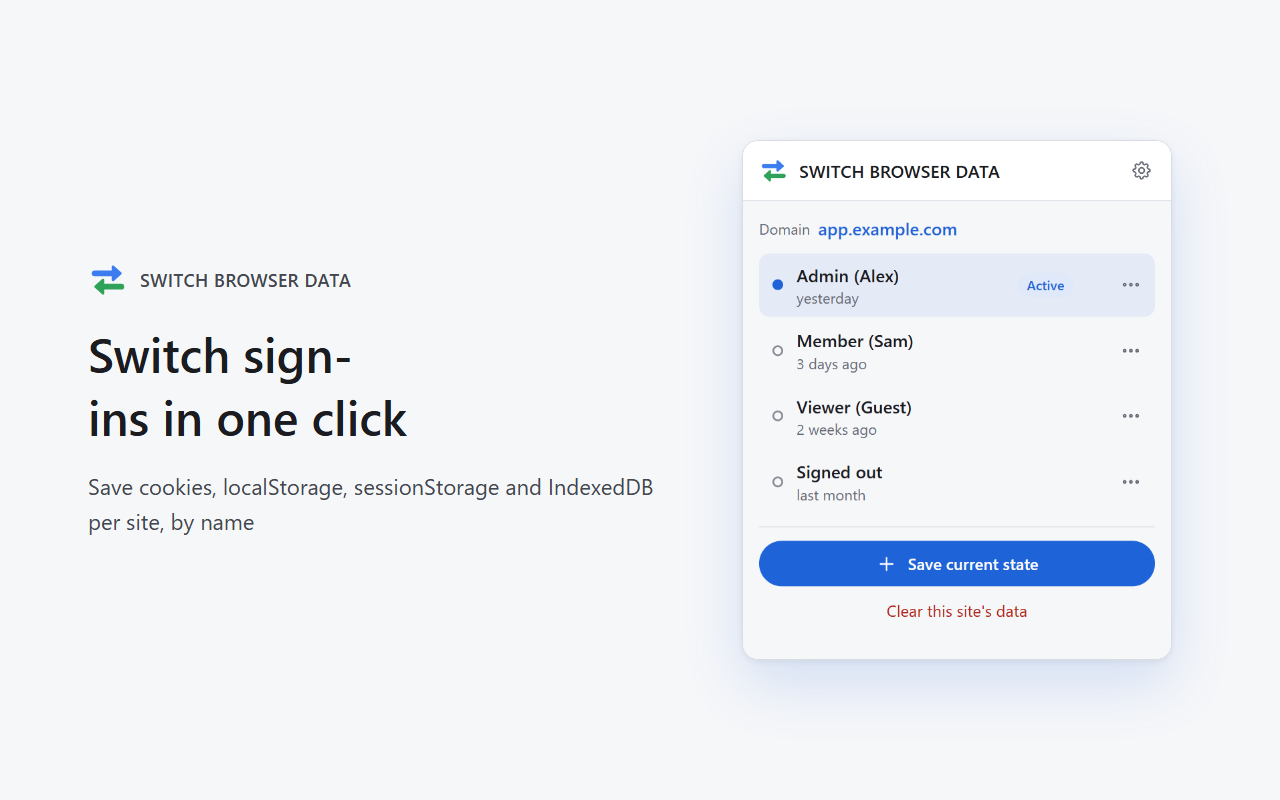 SWITCH BROWSER DATA
Switch sign-
ins in one click
Save cookies, localStorage, sessionStorage and IndexedDB
per site, by name
SWITCH BROWSER DATA
Domain app.example.com
Admin (Alex)
yesterday
Active
Member (Sam)
3 days ago
Viewer (Guest)
2 weeks ago
Signed out
last month
Save current state
Clear this site's data